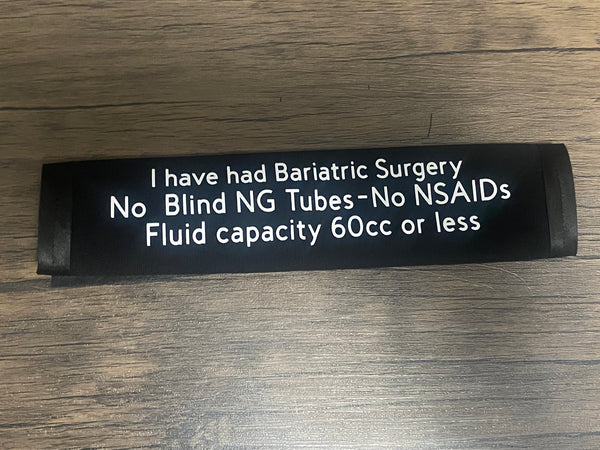 I have had Bariatric Surgery
No Blind NG Tubes-No NSAIDs
Fluid capacity 60cc or less